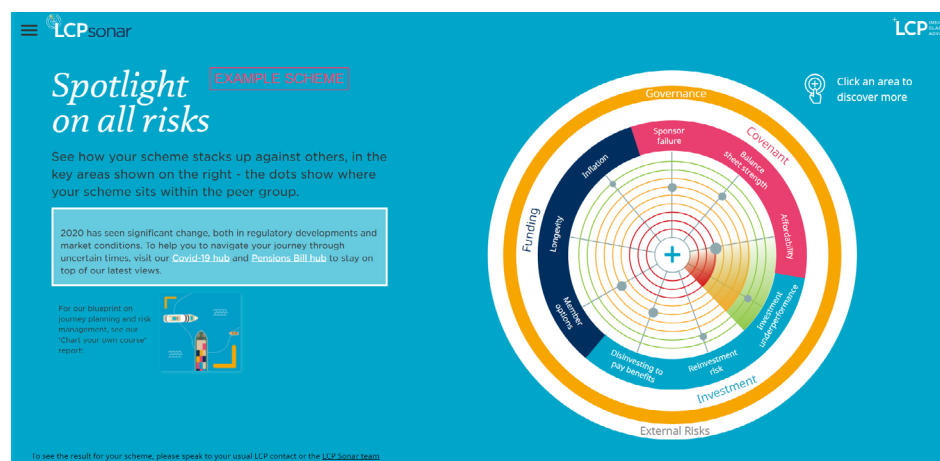 LCPsonar
LCP
Spotlight
on all risks
EXAMPLE SCHEME
See how your scheme stacks up against others, in the
key areas shown on the right - the dots show where
your scheme sits within the peer group.
2020 has seen significant change, both in regulatory developments and
market conditions. To help you to navigate your journey through
uncertain times, visit our Covid-19 hub and Pensions Bill hub to stay on
top of our latest views.
For our blueprint on
journey planning and risk
management, see our
'Chart your own course'
report:
To see the result for your scheme, please speak to your usual LCP contact or the LCP Sonar team
Click an area to
discover more
Governance
Covenant
Sponsor
failure
Balance
sheet strength
Affordability
Investment
underperformance
Reinvestment
risk
Disinvesting to
pay benefits
Investment
Member
options
Longevity
Inflation
Funding
External Risks